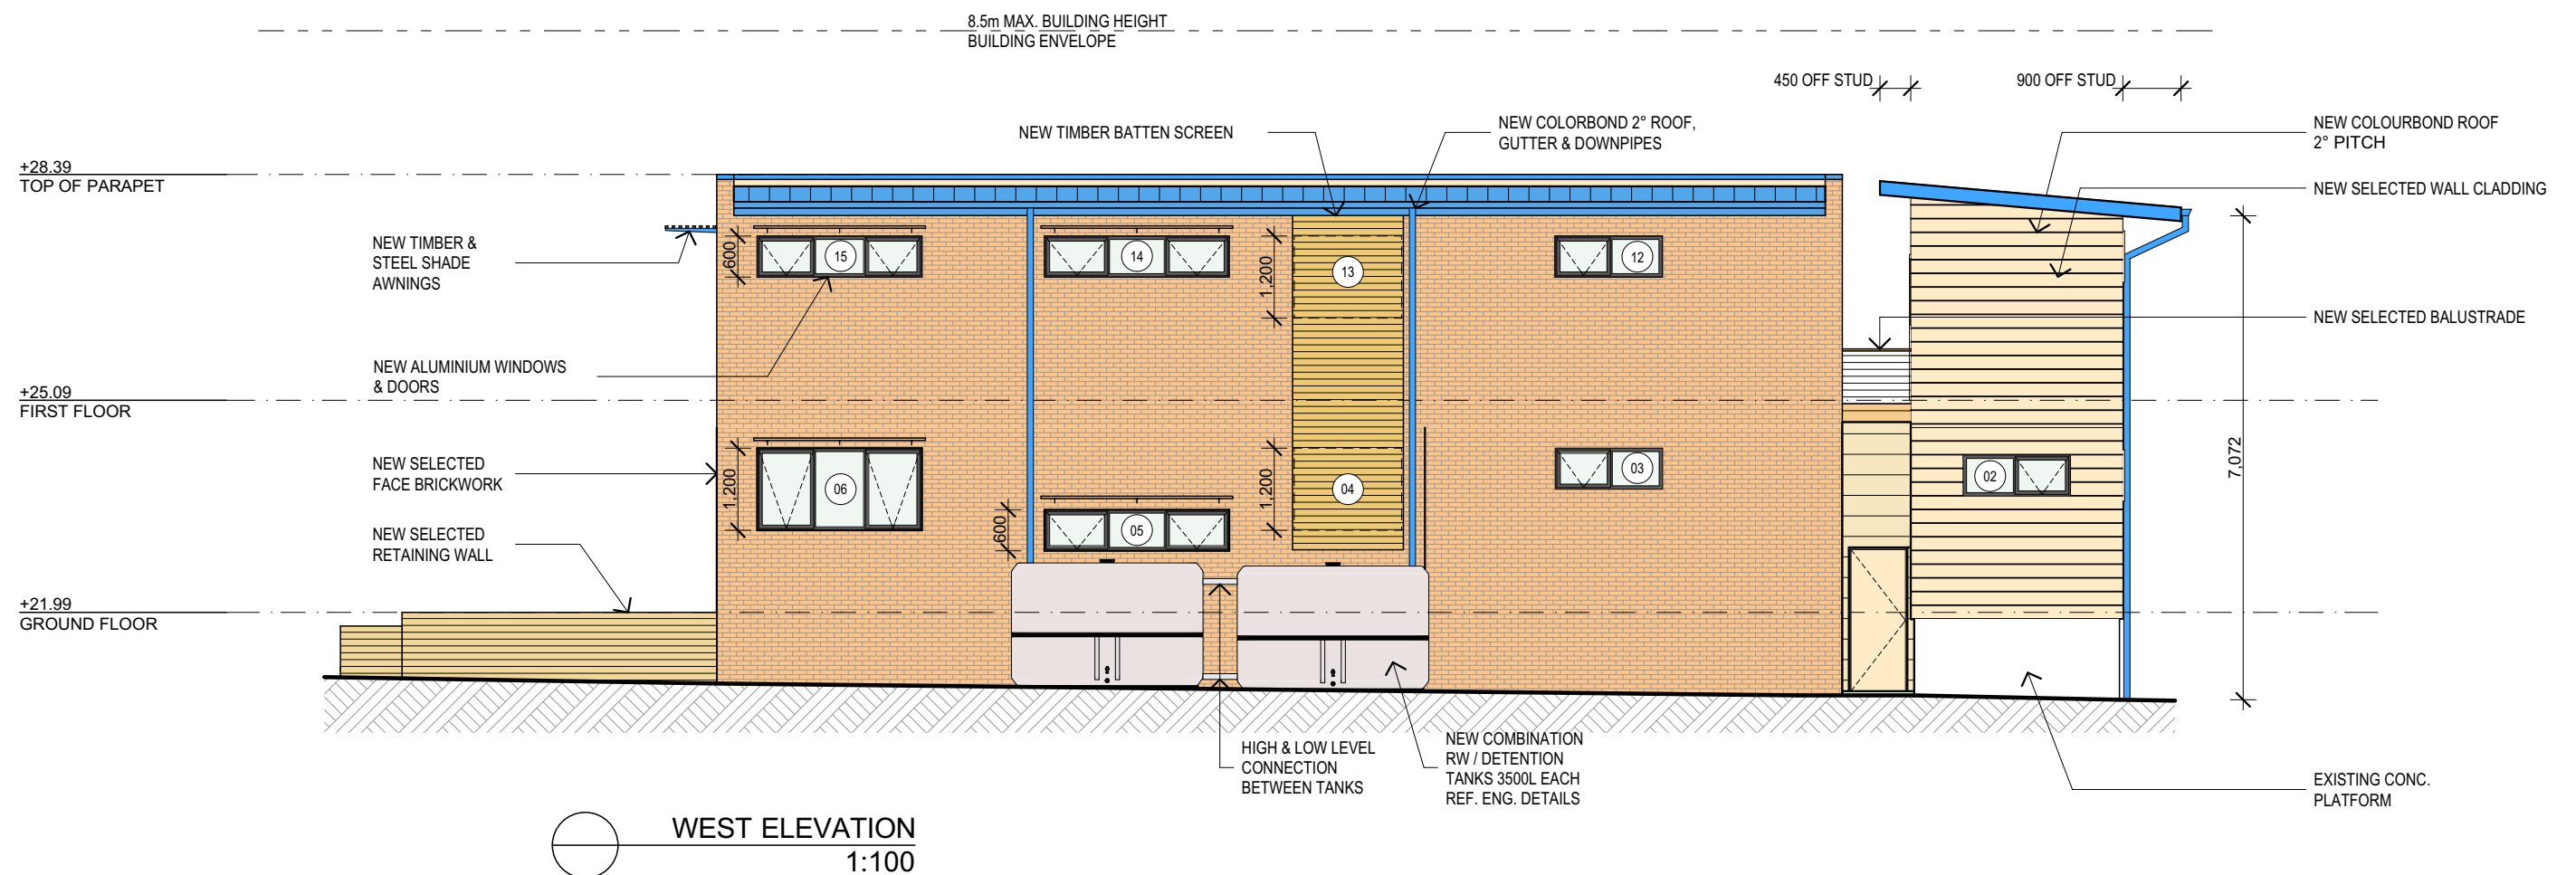 8.5m MAX. BUILDING HEIGHT
BUILDING ENVELOPE
450 OFF STUD
900 OFF STUD
NEW TIMBER BATTEN SCREEN
NEW COLORBOND 2° ROOF,
GUTTER & DOWNPIPES
NEW COLOURBOND ROOF
2° PITCH
+28.39
TOP OF PARAPET
NEW SELECTED WALL CLADDING
NEW TIMBER &
STEEL SHADE
AWNINGS
600
15
14
1,200
13
12
NEW SELECTED BALUSTRADE
NEW ALUMINIUM WINDOWS
& DOORS
+25.09
FIRST FLOOR
NEW SELECTED
FACE BRICKWORK
1,200
06
600
05
1,200
04
03
02
7,072
NEW SELECTED
RETAINING WALL
+21.99
GROUND FLOOR
HIGH & LOW LEVEL
CONNECTION
BETWEEN TANKS
NEW COMBINATION
RW / DETENTION
TANKS 3500L EACH
REF. ENG. DETAILS
EXISTING CONC.
PLATFORM
WEST ELEVATION
1:100